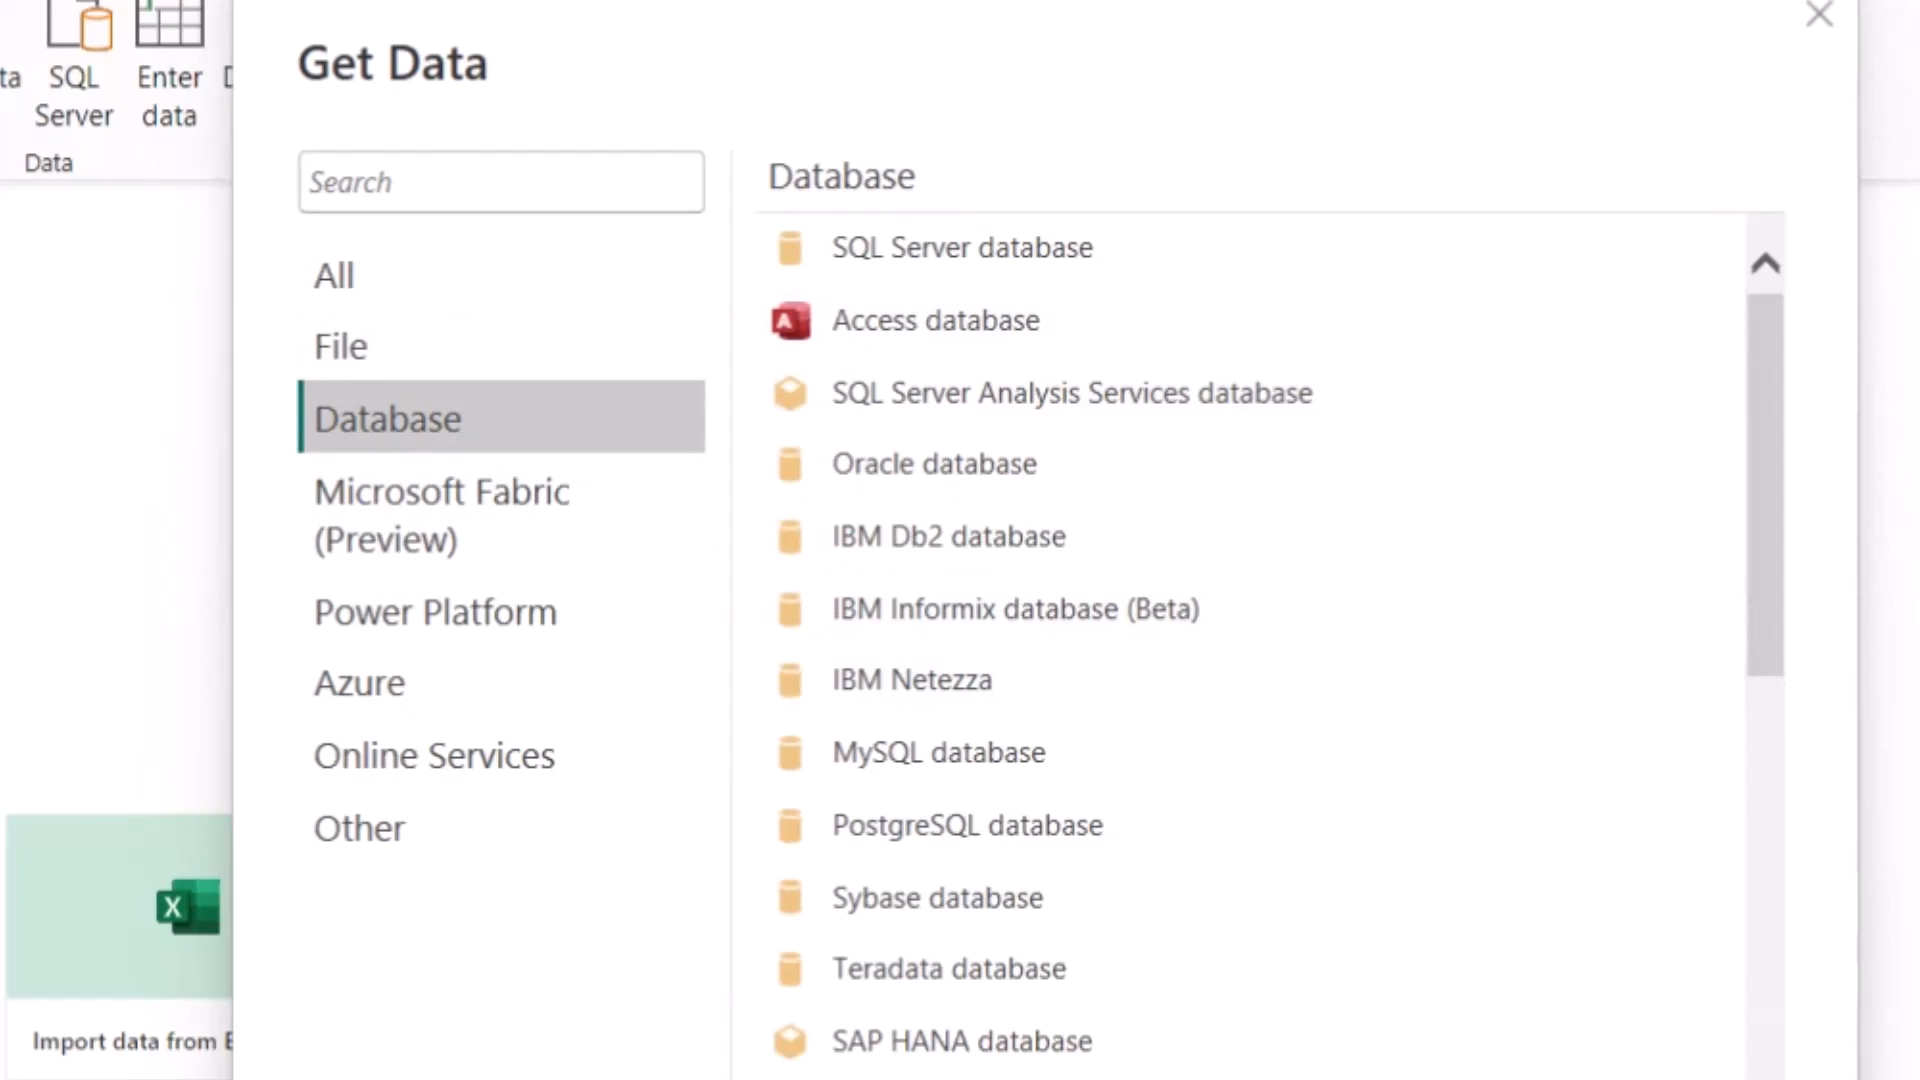 SQL
Server
Enter
data
Data
Get Data
Search
All
File
Database
Microsoft Fabric
(Preview)
Power Platform
Azure
Online Services
Other
Database
SQL Server database
Access database
SQL Server Analysis Services database
Oracle database
IBM Db2 database
IBM Informix database (Beta)
IBM Netezza
MySQL database
PostgreSQL database
Sybase database
Teradata database
SAP HANA database
Import data from